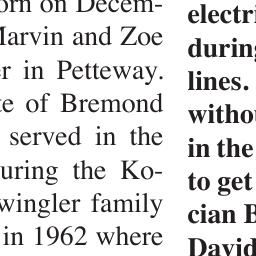 orn on Decem-
Marvin and Zoe
er in Petteway.
te of Bremond
served in the
uring the Ko-
wingler family
in 1962 where
electri
during
lines.
withou
in the
to get
cian B
David